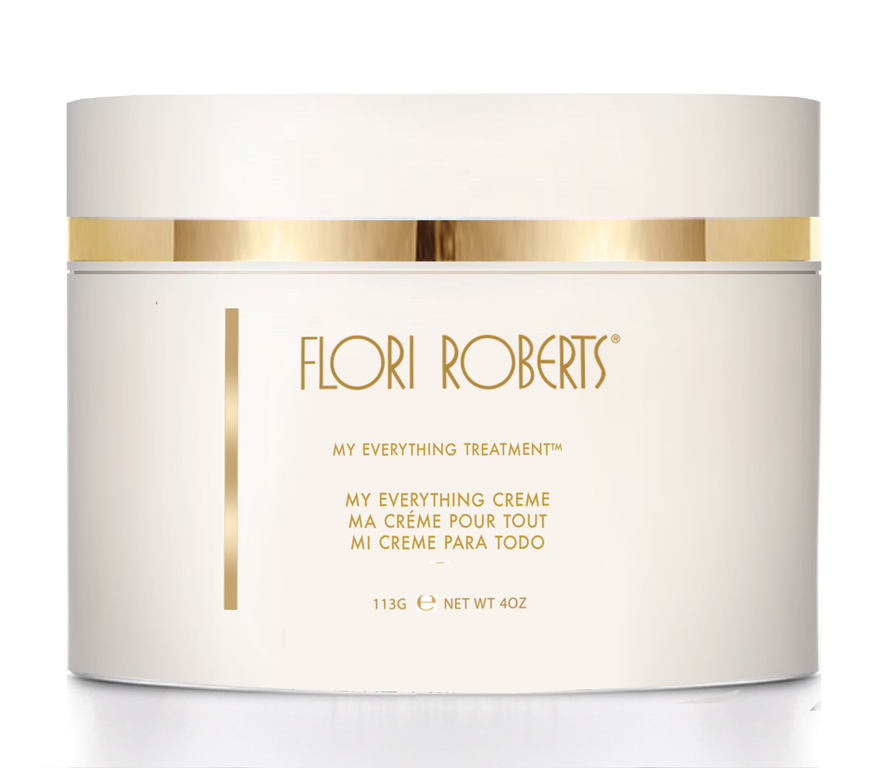 FLORI ROBERTS®
MY EVERYTHING TREATMENT™
MY EVERYTHING CREME
MA CRÉME POUR TOUT
MI CREME PARA TODO
113G ℮ NET WT 4OZ